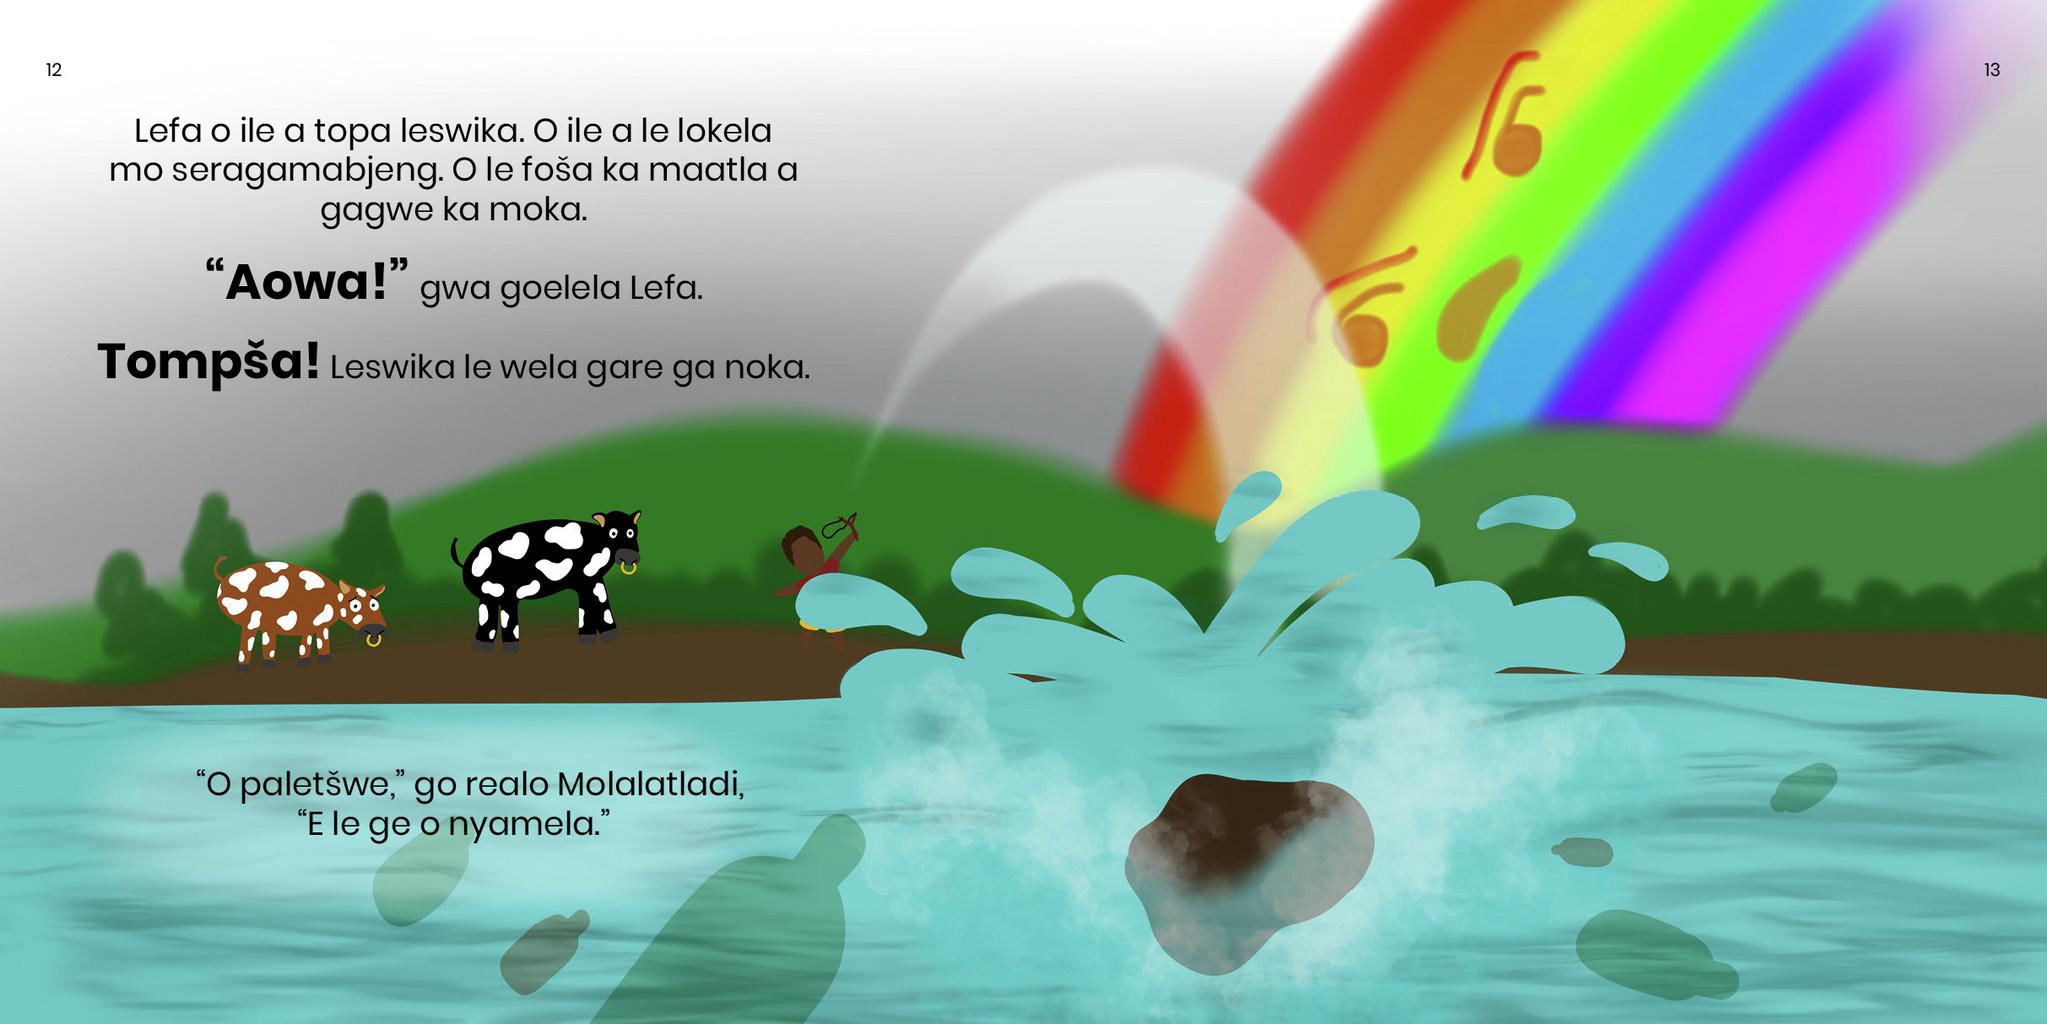 12
13
Lefa o ile a topa leswika. O ile a le lokela
mo seragamabjeng. O le foša ka maatla a
gagwe ka moka.
“Aowa!” gwa goelela Lefa.
Tompša! Leswika le wela gare ga noka.
“O paletšwe,” go realo Molalatladi,
“E le ge o nyamela.”